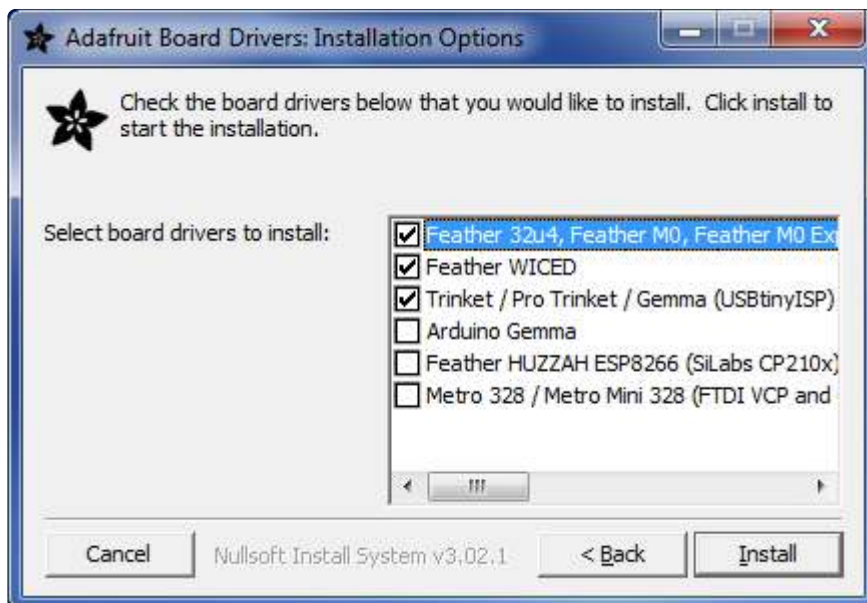 Adafruit Board Drivers: Installation Options
Check the board drivers below that you would like to install. Click install to
start the installation.
Select board drivers to install:
Feather 32u4, Feather M0, Feather M0 Ex
Feather WICED
Trinket / Pro Trinket / Gemma (USBtinyISP)
Arduino Gemma
Feather HUZZAH ESP8266 (SiLabs CP210x)
Metro 328 / Metro Mini 328 (FTDI VCP and
Cancel
Nullsoft Install System v3.02.1
< Back
Install